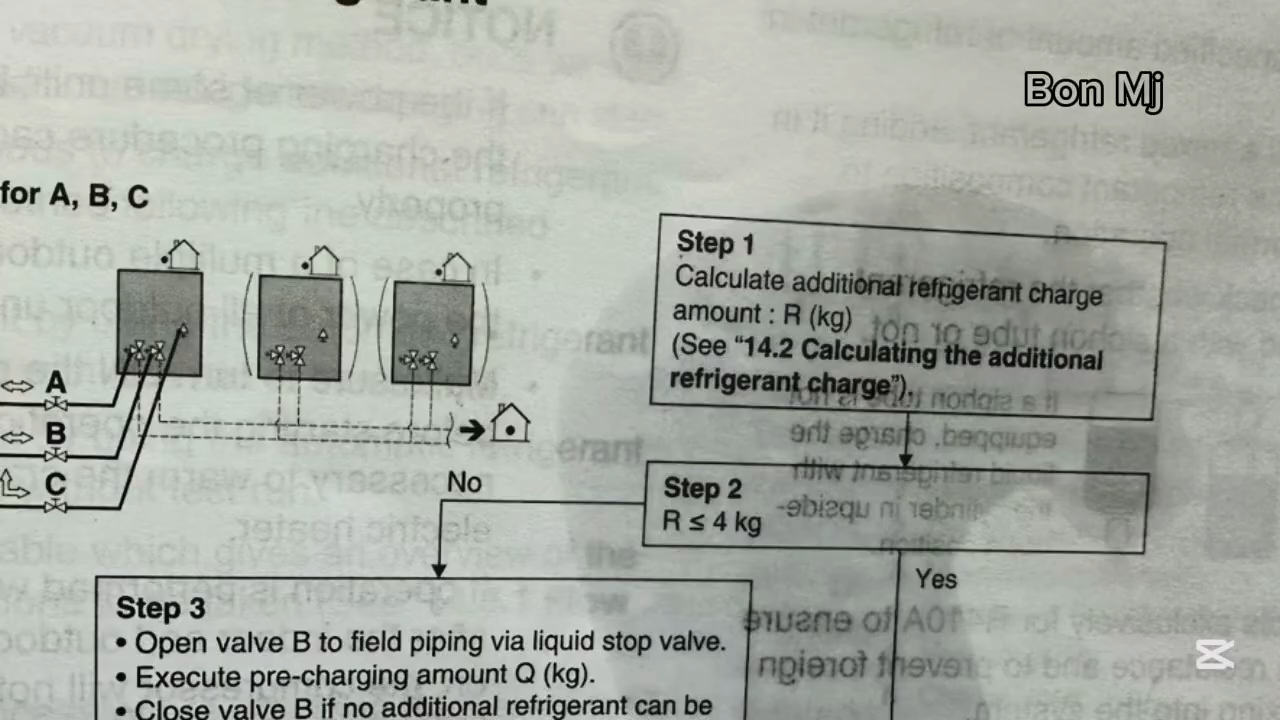 Bon Mj
for A, B, C
A
B
C
Step 1
Calculate additional refrigerant charge
amount : R (kg)
(See “14.2 Calculating the additional
refrigerant charge”).
Step 2
R ≤ 4 kg
No
Yes
Step 3
• Open valve B to field piping via liquid stop valve.
• Execute pre-charging amount Q (kg).
• Close valve B if no additional refrigerant can be